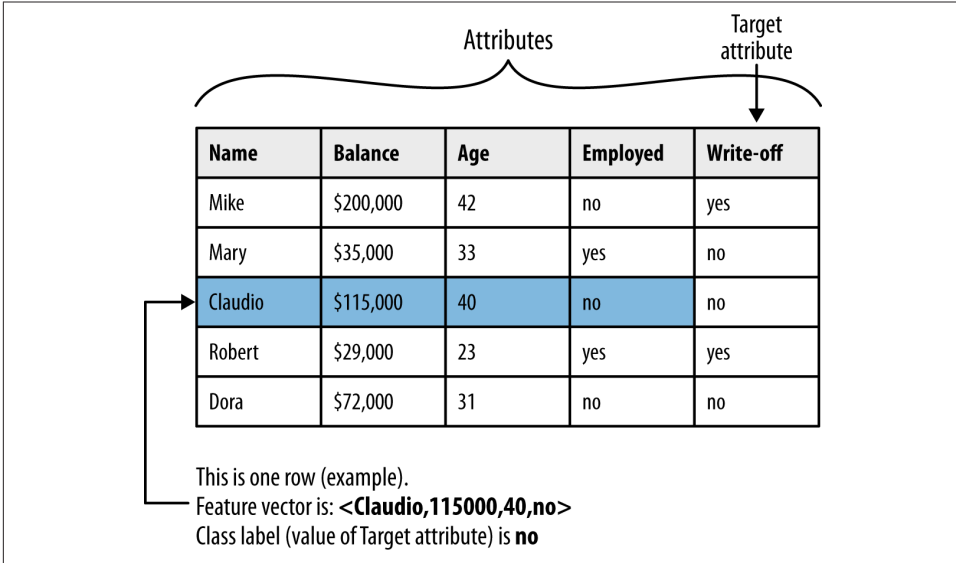 Attributes
Target
attribute
Name Balance Age Employed Write-off
Mike $200,000 42 no yes
Mary $35,000 33 yes no
Claudio $115,000 40 no no
Robert $29,000 23 yes yes
Dora $72,000 31 no no
This is one row (example).
Feature vector is: <Claudio,115000,40,no>
Class label (value of Target attribute) is no